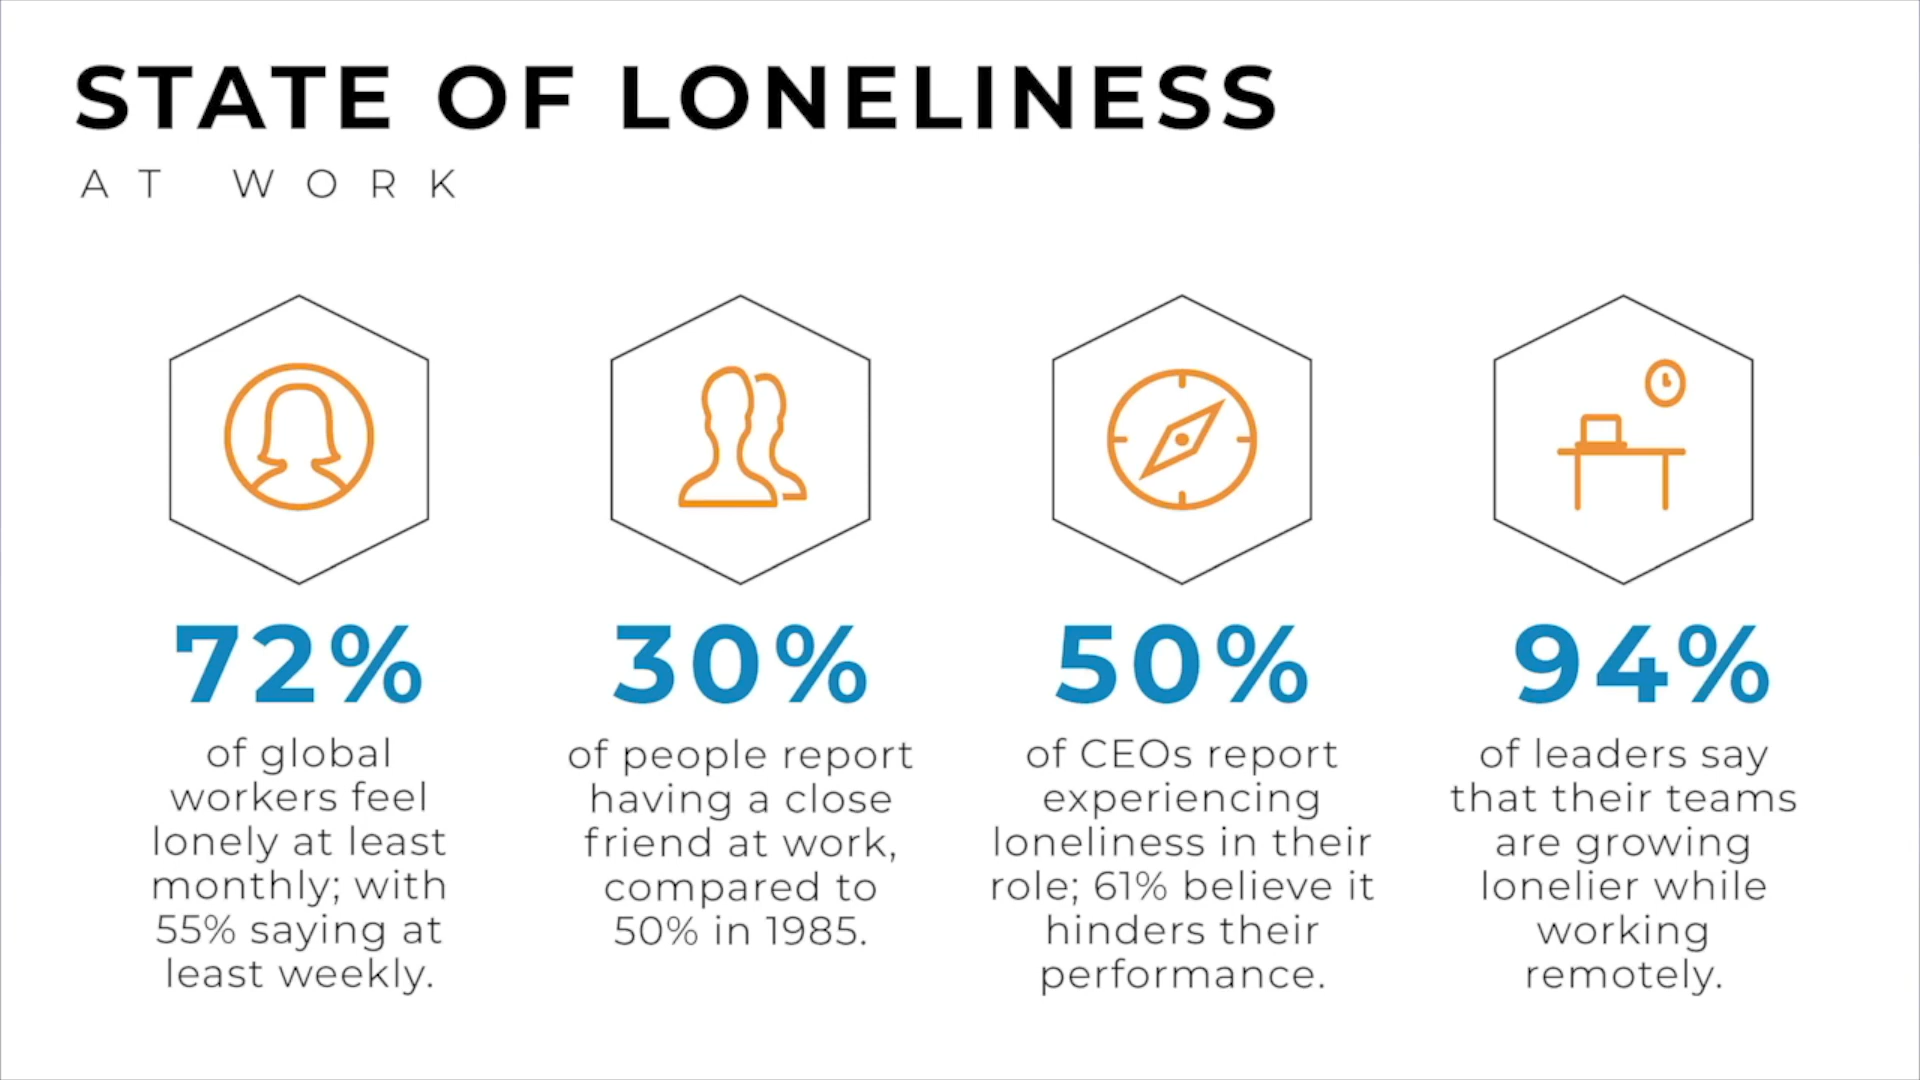 STATE OF LONELINESS
AT WORK
72%
of global
workers feel
lonely at least
monthly; with
55% saying at
least weekly.
30%
of people report
having a close
friend at work,
compared to
50% in 1985.
50%
of CEOs report
experiencing
loneliness in their
role; 61% believe it
hinders their
performance.
94%
of leaders say
that their teams
are growing
lonelier while
working
remotely.